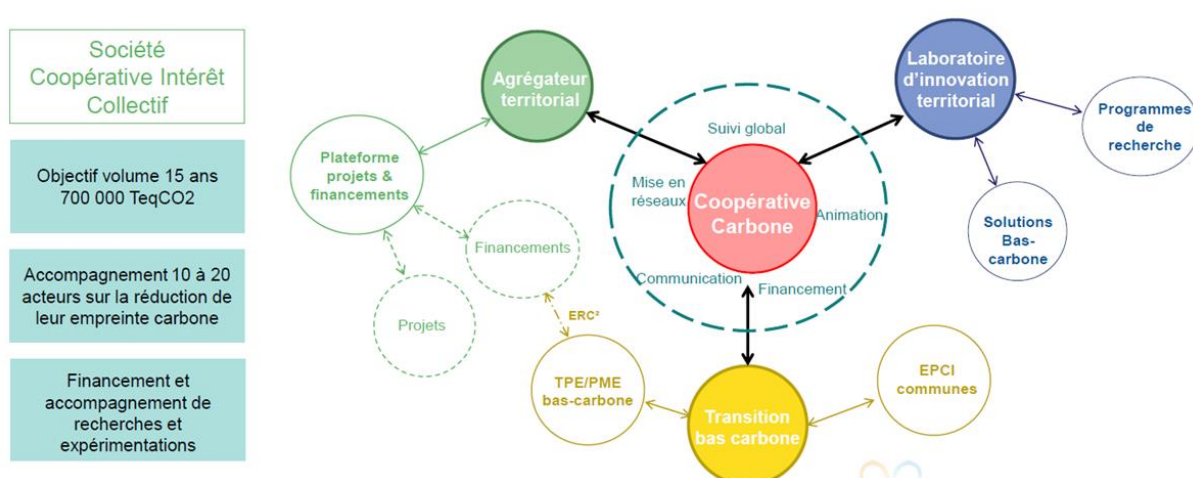 Société
Coopérative Intérêt
Collectif
Objectif volume 15 ans
700 000 TeqCO2
Accompagnement 10 à 20
acteurs sur la réduction de
leur empreinte carbone
Financement et
accompagnement de
recherches et
expérimentations
Agrégateur
territorial
Plateforme
projets &
financements
Financements
Projets
ERC²
TPE/PME
bas-carbone
Suivi global
Mise en
réseaux
Coopérative
Carbone
Animation
Communication
Financement
Transition
bas carbone
EPCI
communes
Laboratoire
d'innovation
territorial
Programmes
de
recherche
Solutions
Bas-
carbone